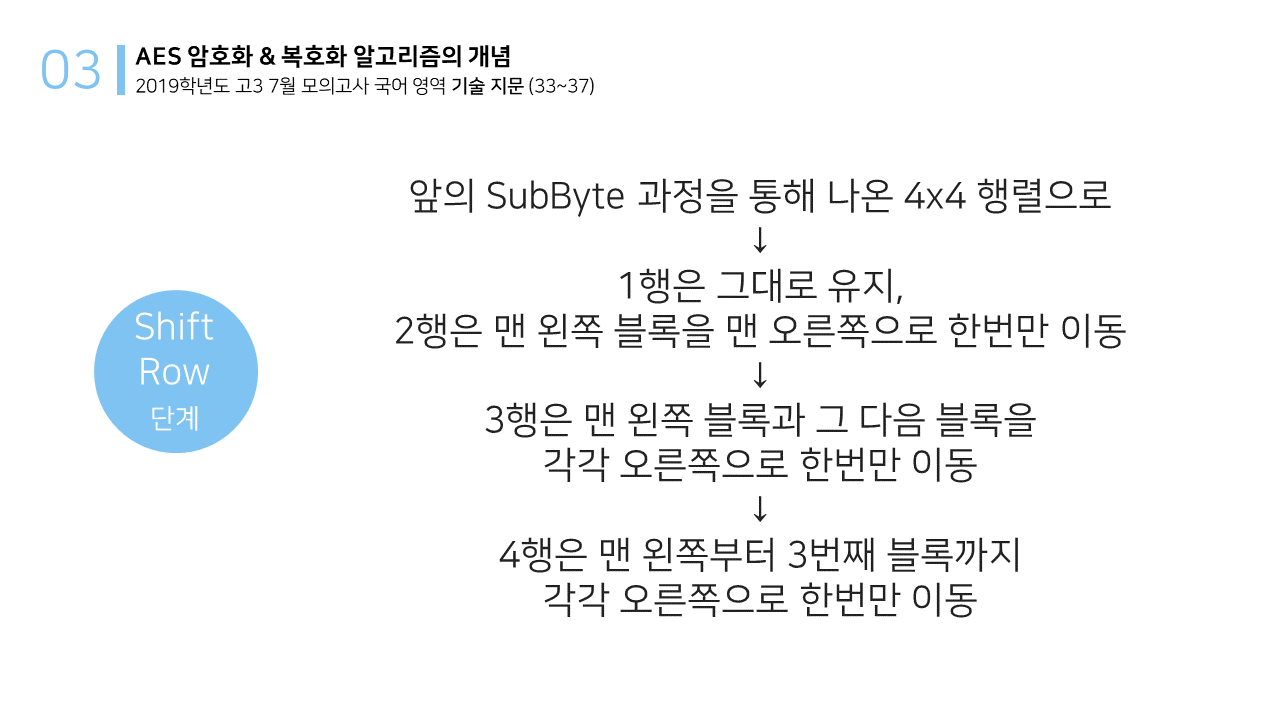 03
AES 암호화 & 복호화 알고리즘의 개념
2019학년도 고3 7월 모의고사 국어 영역 기술 지문 (33~37)
Shift
Row
단계
앞의 SubByte 과정을 통해 나온 4x4 행렬으로
↓
1행은 그대로 유지,
2행은 맨 왼쪽 블록을 맨 오른쪽으로 한번만 이동
↓
3행은 맨 왼쪽 블록과 그 다음 블록을
각각 오른쪽으로 한번만 이동
↓
4행은 맨 왼쪽부터 3번째 블록까지
각각 오른쪽으로 한번만 이동